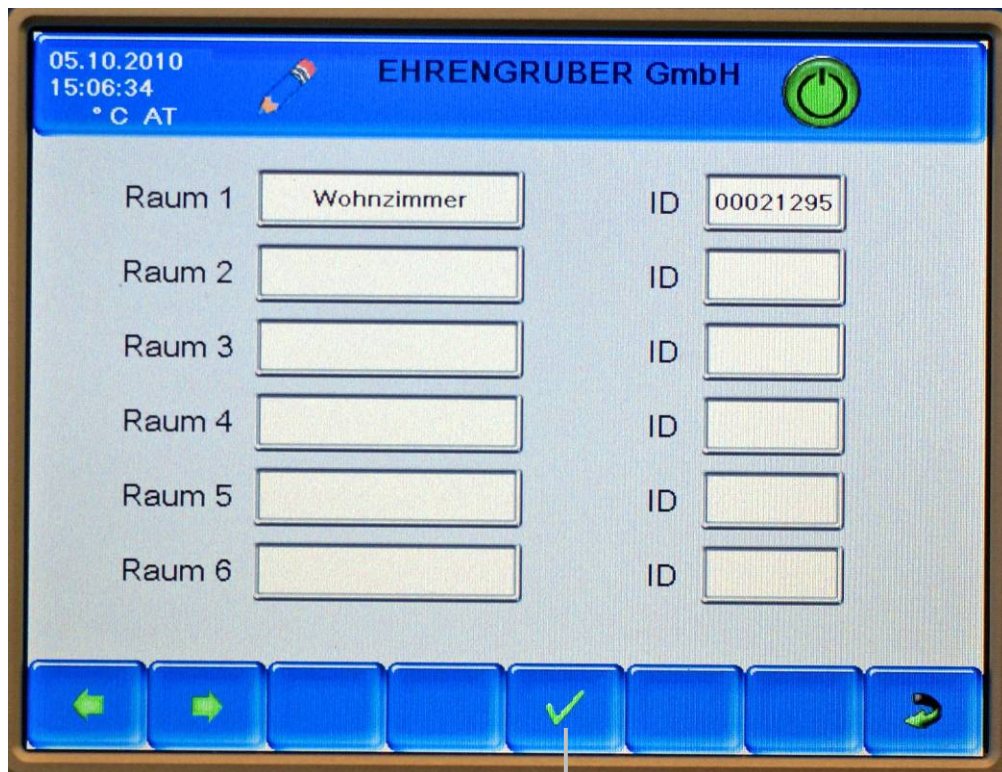 05.10.2010
15:06:34
°C AT
EHRENGRUBER GmbH
Raum 1 Wohnzimmer ID 00021295
Raum 2 ID
Raum 3 ID
Raum 4 ID
Raum 5 ID
Raum 6 ID